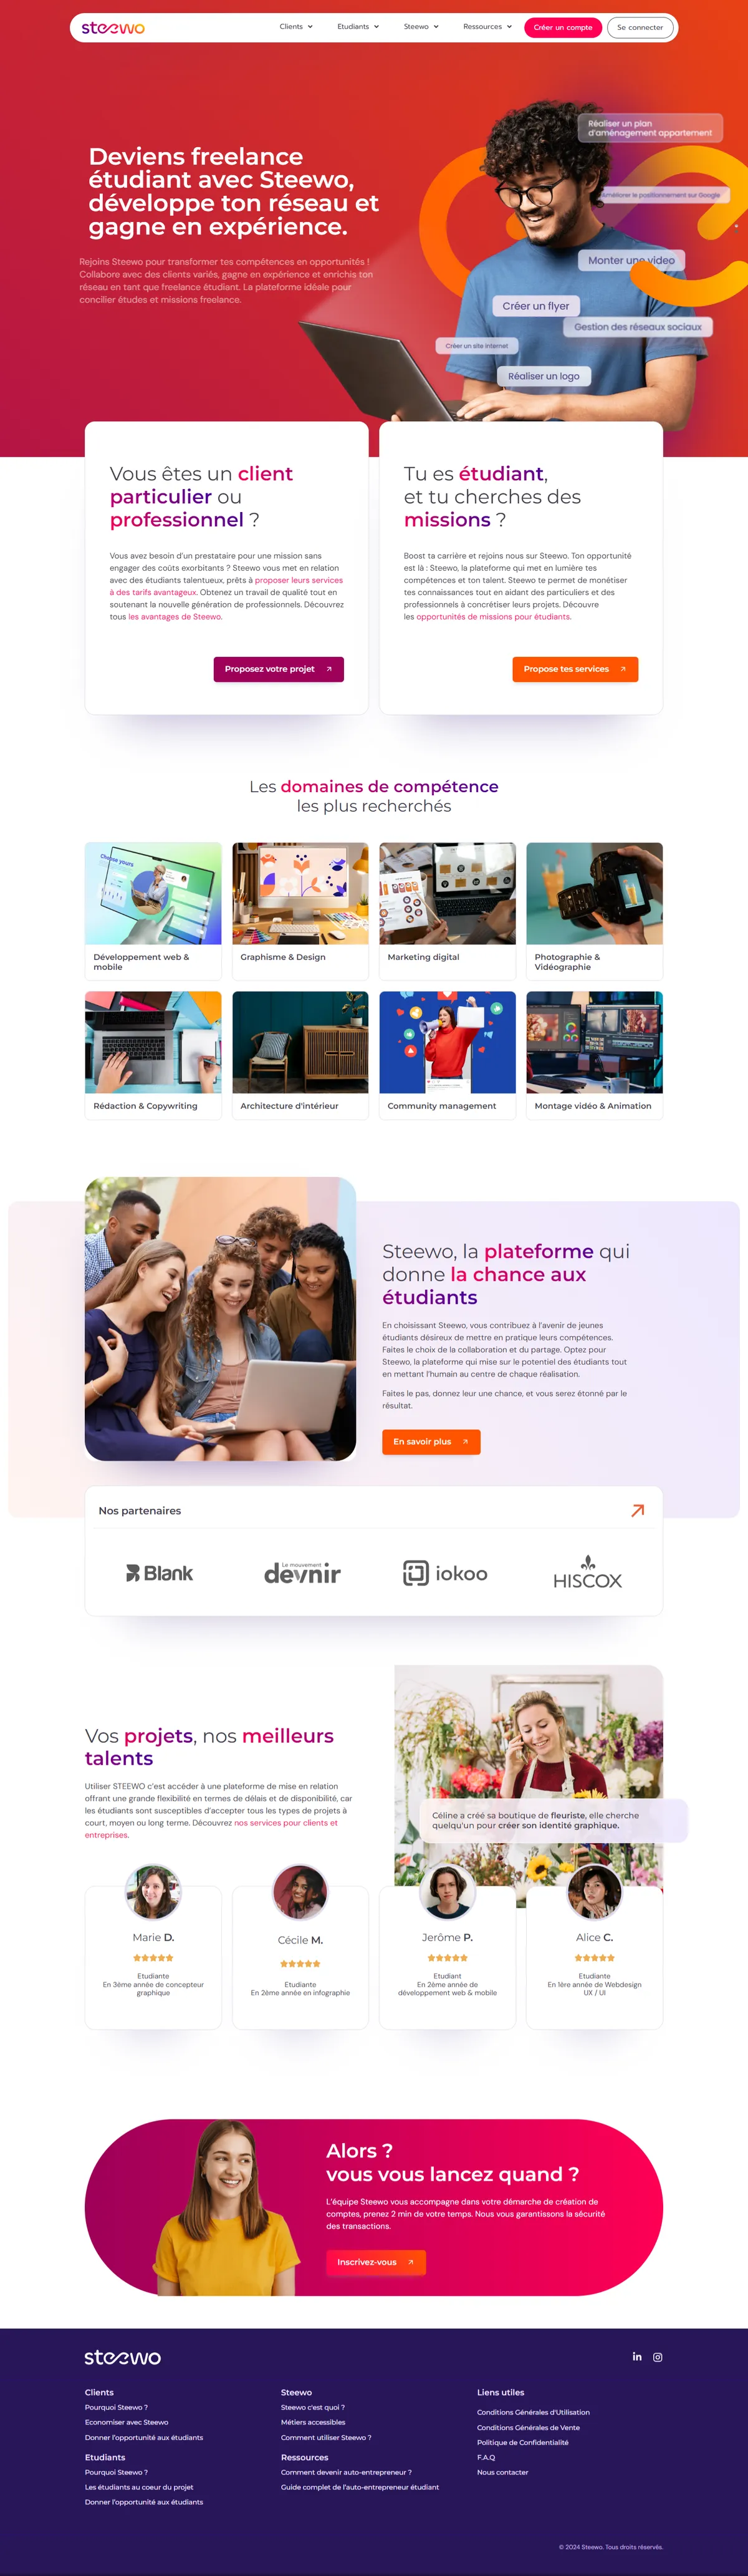 steewo
Clients
Etudiants
Steewo
Ressources
Créer un compte
Se connecter
Deviens freelance
étudiant avec Steewo,
développe ton réseau et
gagne en expérience.
Rejoins Steewo pour transformer tes compétences en opportunités !
Collabore avec des clients variés, gagne en expérience et enrichis ton
réseau en tant que freelance étudiant. La plateforme idéale pour
concilier études et missions freelance.
Réaliser un plan
d'aménagement appartement
Améliorer le positionnement sur Google
Monter une video
Créer un flyer
Gestion des réseaux sociaux
Créer un site internet
Réaliser un logo
Vous êtes un client
particulier ou
professionnel ?
Vous avez besoin d'un prestataire pour une mission sans
engager des coûts exorbitants ? Steewo vous met en relation
avec des étudiants talentueux, prêts à proposer leurs services
à des tarifs avantageux. Obtenez un travail de qualité tout en
soutenant la nouvelle génération de professionnels. Découvrez
tous les avantages de Steewo.
Proposez votre projet
Tu es étudiant,
et tu cherches des
missions ?
Boost ta carrière et rejoins nous sur Steewo. Ton opportunité
est là : Steewo, la plateforme qui met en lumière tes
compétences et ton talent. Steewo te permet de monétiser
tes connaissances tout en aidant des particuliers et des
professionnels à concrétiser leurs projets. Découvre
les opportunités de missions pour étudiants.
Propose tes services
Les domaines de compétence
les plus recherchés
Choose yours
Développement web &
mobile
Graphisme & Design
Marketing digital
Photographie &
Vidéographie
Rédaction & Copywriting
Architecture d'intérieur
Community management
Montage vidéo & Animation
Steewo, la plateforme qui
donne la chance aux
étudiants
En choisissant Steewo, vous contribuez à l'avenir de jeunes
étudiants désireux de mettre en pratique leurs compétences.
Faites le choix de la collaboration et du partage. Optez pour
Steewo, la plateforme qui mise sur le potentiel des étudiants tout
en mettant l'humain au centre de chaque réalisation.
Faites le pas, donnez leur une chance, et vous serez étonné par le
résultat.
En savoir plus
Nos partenaires
Blank
Le mouvement
devnir
iokoo
HISCOX
Vos projets, nos meilleurs
talents
Utiliser STEEWO c'est accéder à une plateforme de mise en relation
offrant une grande flexibilité en termes de délais et de disponibilité, car
les étudiants sont susceptibles d'accepter tous les types de projets à
court, moyen ou long terme. Découvrez nos services pour clients et
entreprises.
Céline a créé sa boutique de fleuriste, elle cherche
quelqu'un pour créer son identité graphique.
Marie D.
Etudiante
En 3ème année de concepteur
graphique
Cécile M.
Etudiante
En 2ème année en infographie
Jerôme P.
Etudiant
En 2ème année de
développement web & mobile
Alice C.
Etudiante
En 1ère année de Webdesign
UX / UI
Alors ?
vous vous lancez quand ?
L'équipe Steewo vous accompagne dans votre démarche de création de
comptes, prenez 2 min de votre temps. Nous vous garantissons la sécurité
des transactions.
Inscrivez-vous
steewo
in
Clients
Pourquoi Steewo ?
Economiser avec Steewo
Donner l'opportunité aux étudiants
Etudiants
Pourquoi Steewo ?
Les étudiants au coeur du projet
Donner l'opportunité aux étudiants
Steewo
Steewo c'est quoi ?
Métiers accessibles
Comment utiliser Steewo ?
Ressources
Comment devenir auto-entrepreneur ?
Guide complet de l'auto-entrepreneur étudiant
Liens utiles
Conditions Générales d'Utilisation
Conditions Générales de Vente
Politique de Confidentialité
F.A.Q
Nous contacter
© 2024 Steewo. Tous droits réservés.